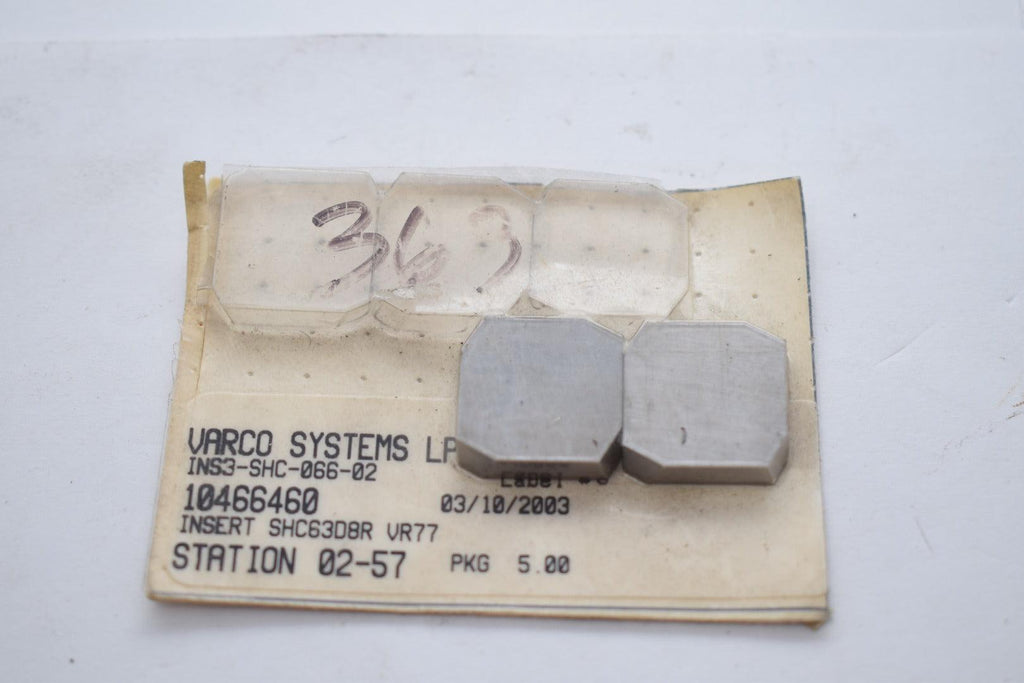 363
VARCO SYSTEMS LP
INS3-SHC-066-02
Label #
10466460 03/10/2003
INSERT SHC63D8R VR77
STATION 02-57 PKG 5.00